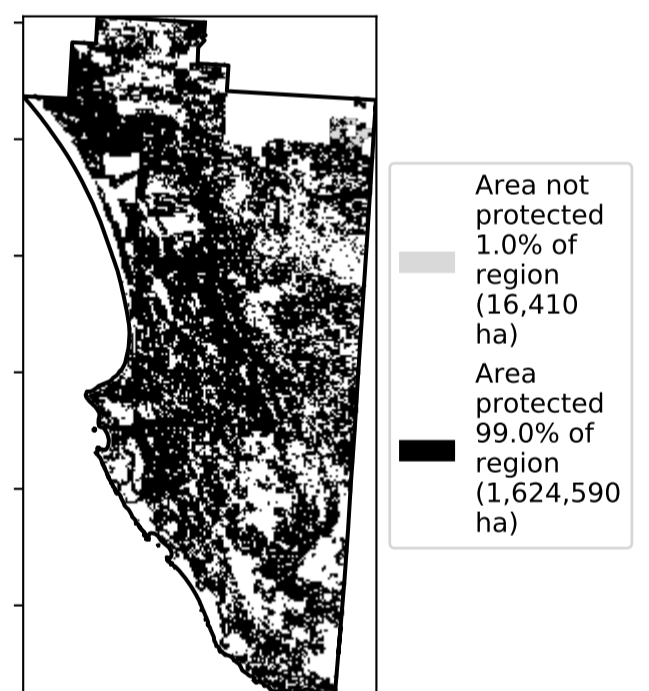 Area not
protected
1.0% of
region
(16,410
ha)
Area
protected
99.0% of
region
(1,624,590
ha)